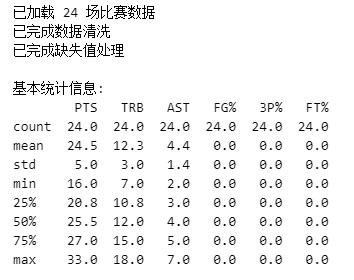 已加载 24 场比赛数据
已完成数据清洗
已完成缺失值处理

基本统计信息:
PTS TRB AST FG% 3P% FT%
count 24.0 24.0 24.0 24.0 24.0 24.0
mean 24.5 12.3 4.4 0.0 0.0 0.0
std 5.0 3.0 1.4 0.0 0.0 0.0
min 16.0 7.0 2.0 0.0 0.0 0.0
25% 20.8 10.8 3.0 0.0 0.0 0.0
50% 25.5 12.0 4.0 0.0 0.0 0.0
75% 27.0 15.0 5.0 0.0 0.0 0.0
max 33.0 18.0 7.0 0.0 0.0 0.0